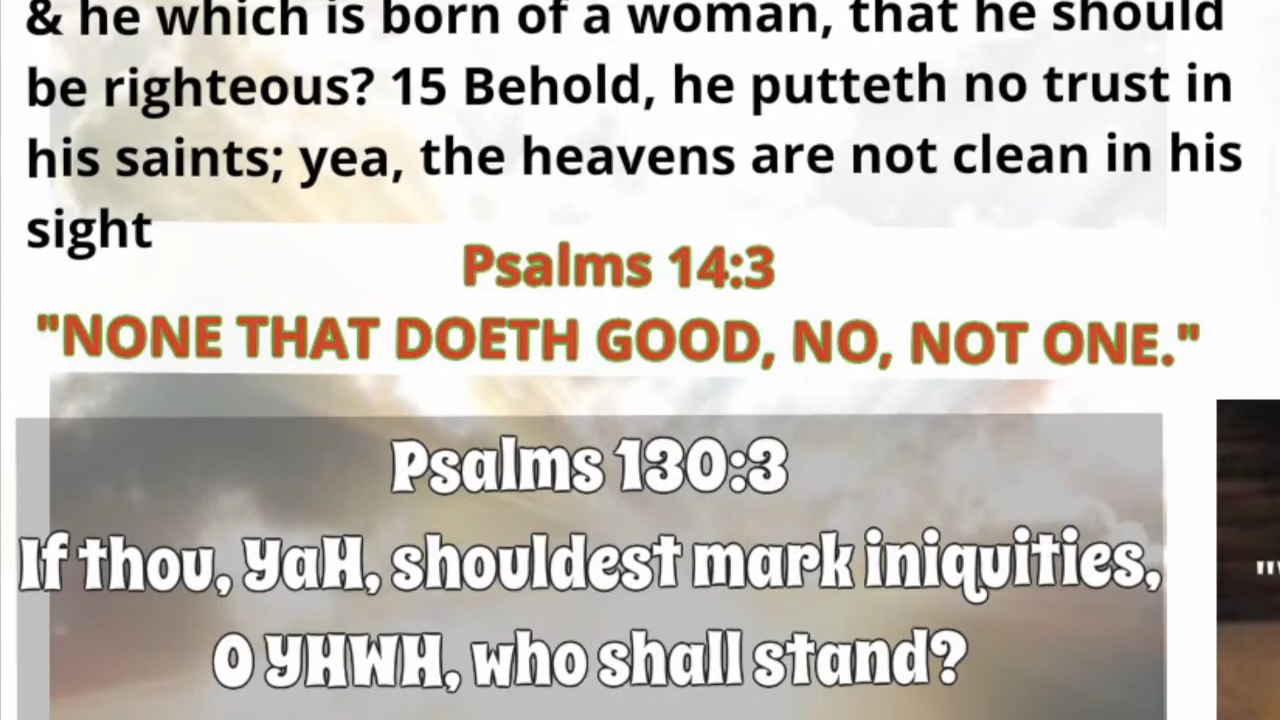 & he which is born of a woman, that he should
be righteous? 15 Behold, he putteth no trust in
his saints; yea, the heavens are not clean in his
sight
Psalms 14:3
"NONE THAT DOETH GOOD, NO, NOT ONE."
Psalms 130:3
If thou, YaH, shouldest mark iniquities,
O YHWH, who shall stand?